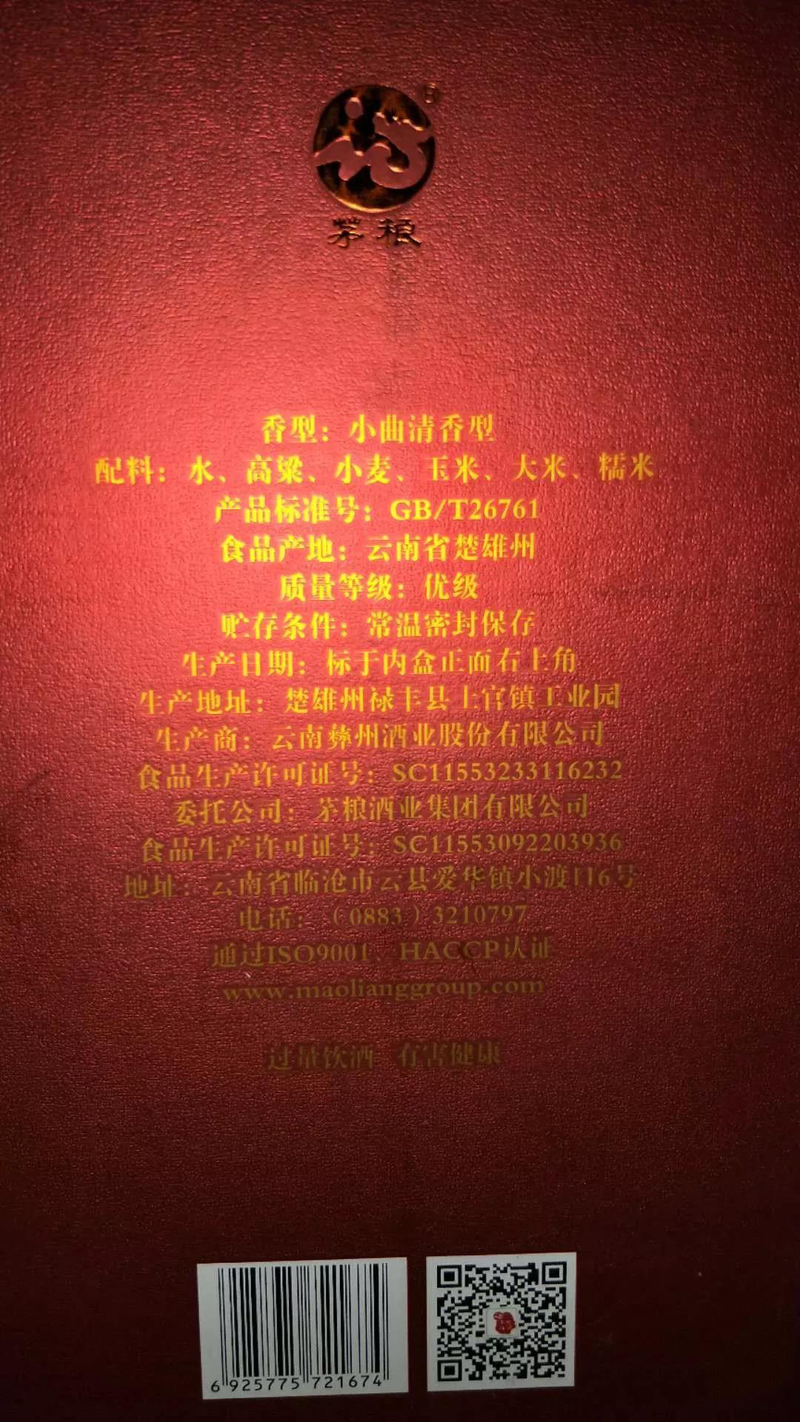 ®
茅粮
香型：小曲清香型
配料：水、高粱、小麦、玉米、大米、糯米
产品标准号：GB/T26761
食品产地：云南省楚雄州
质量等级：优级
贮存条件：常温密封保存
生产日期：标于内盒正面右上角
生产地址：楚雄州禄丰县土官镇工业园
生产商：云南彝州酒业股份有限公司
食品生产许可证号：SC11553233116232
委托公司：茅粮酒业集团有限公司
食品生产许可证号：SC11553092203936
地址：云南省临沧市云县爱华镇小渡口6号
电话：（0883）3210797
通过ISO9001、HACCP认证
www.maolianggroup.com
过量饮酒 有害健康
6 925775 721674